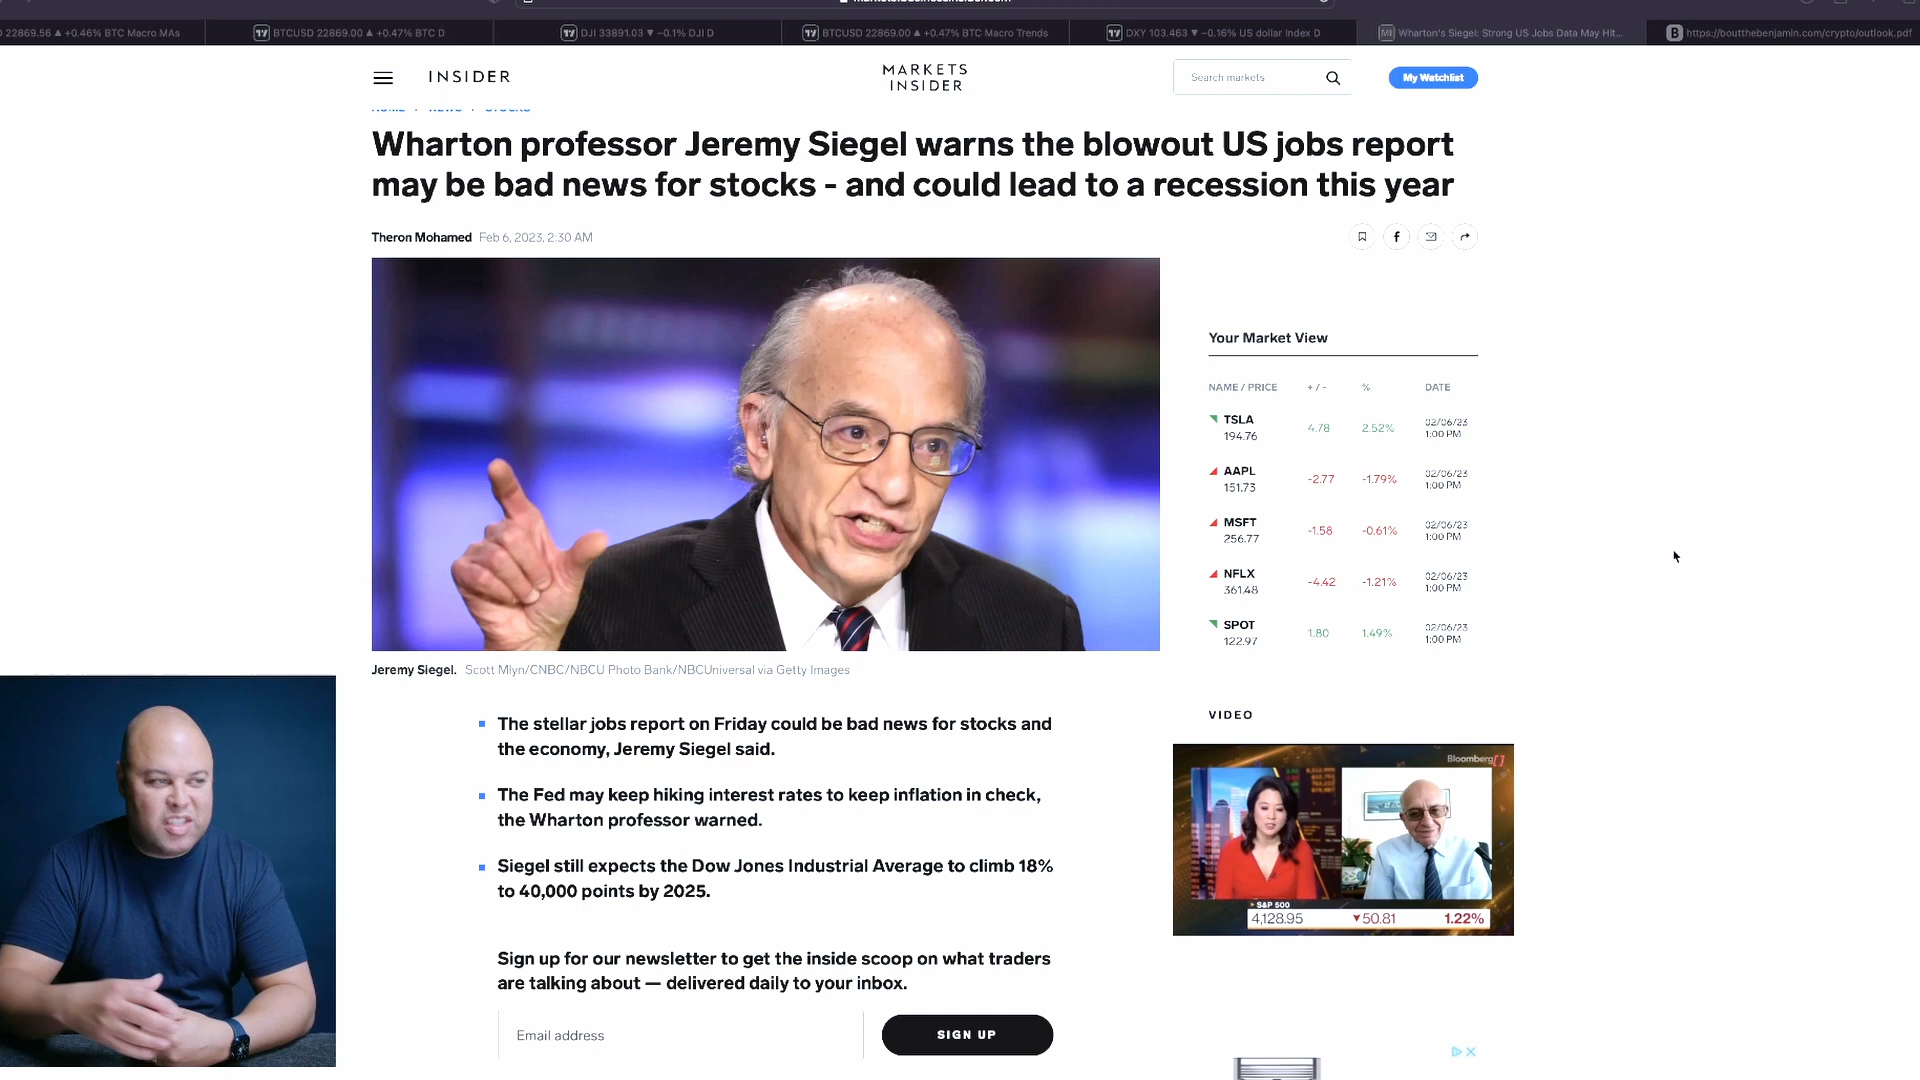 22869.56 ▲ +0.46% BTC Macro MAs
BTCUSD 22869.00 ▲ +0.47% BTC D
DJI 33891.03 ▼ −0.1% DJI D
BTCUSD 22869.00 ▲ +0.47% BTC Macro Trends
DXY 103.463 ▼ −0.16% US dollar Index D
MI Wharton's Siegel: Strong US Jobs Data May Hit...
B https://boutthebenjamin.com/crypto/outlook.pdf
INSIDER
MARKETS
INSIDER
Search markets
My Watchlist
HOME
NEWS
STOCKS
Wharton professor Jeremy Siegel warns the blowout US jobs report
may be bad news for stocks - and could lead to a recession this year
Theron Mohamed Feb 6, 2023, 2:30 AM
Your Market View
NAME / PRICE + / - % DATE
TSLA
194.76
4.78
2.52%
02/06/23
1:00 PM
AAPL
151.73
-2.77
-1.79%
02/06/23
1:00 PM
MSFT
256.77
-1.58
-0.61%
02/06/23
1:00 PM
NFLX
361.48
-4.42
-1.21%
02/06/23
1:00 PM
SPOT
122.97
1.80
1.49%
02/06/23
1:00 PM
Jeremy Siegel. Scott Mlyn/CNBC/NBCU Photo Bank/NBCUniversal via Getty Images
The stellar jobs report on Friday could be bad news for stocks and
the economy, Jeremy Siegel said.
The Fed may keep hiking interest rates to keep inflation in check,
the Wharton professor warned.
Siegel still expects the Dow Jones Industrial Average to climb 18%
to 40,000 points by 2025.
VIDEO
Bloomberg
S&P 500
4,128.95 ▼50.81 1.22%
Sign up for our newsletter to get the inside scoop on what traders
are talking about — delivered daily to your inbox.
Email address
SIGN UP